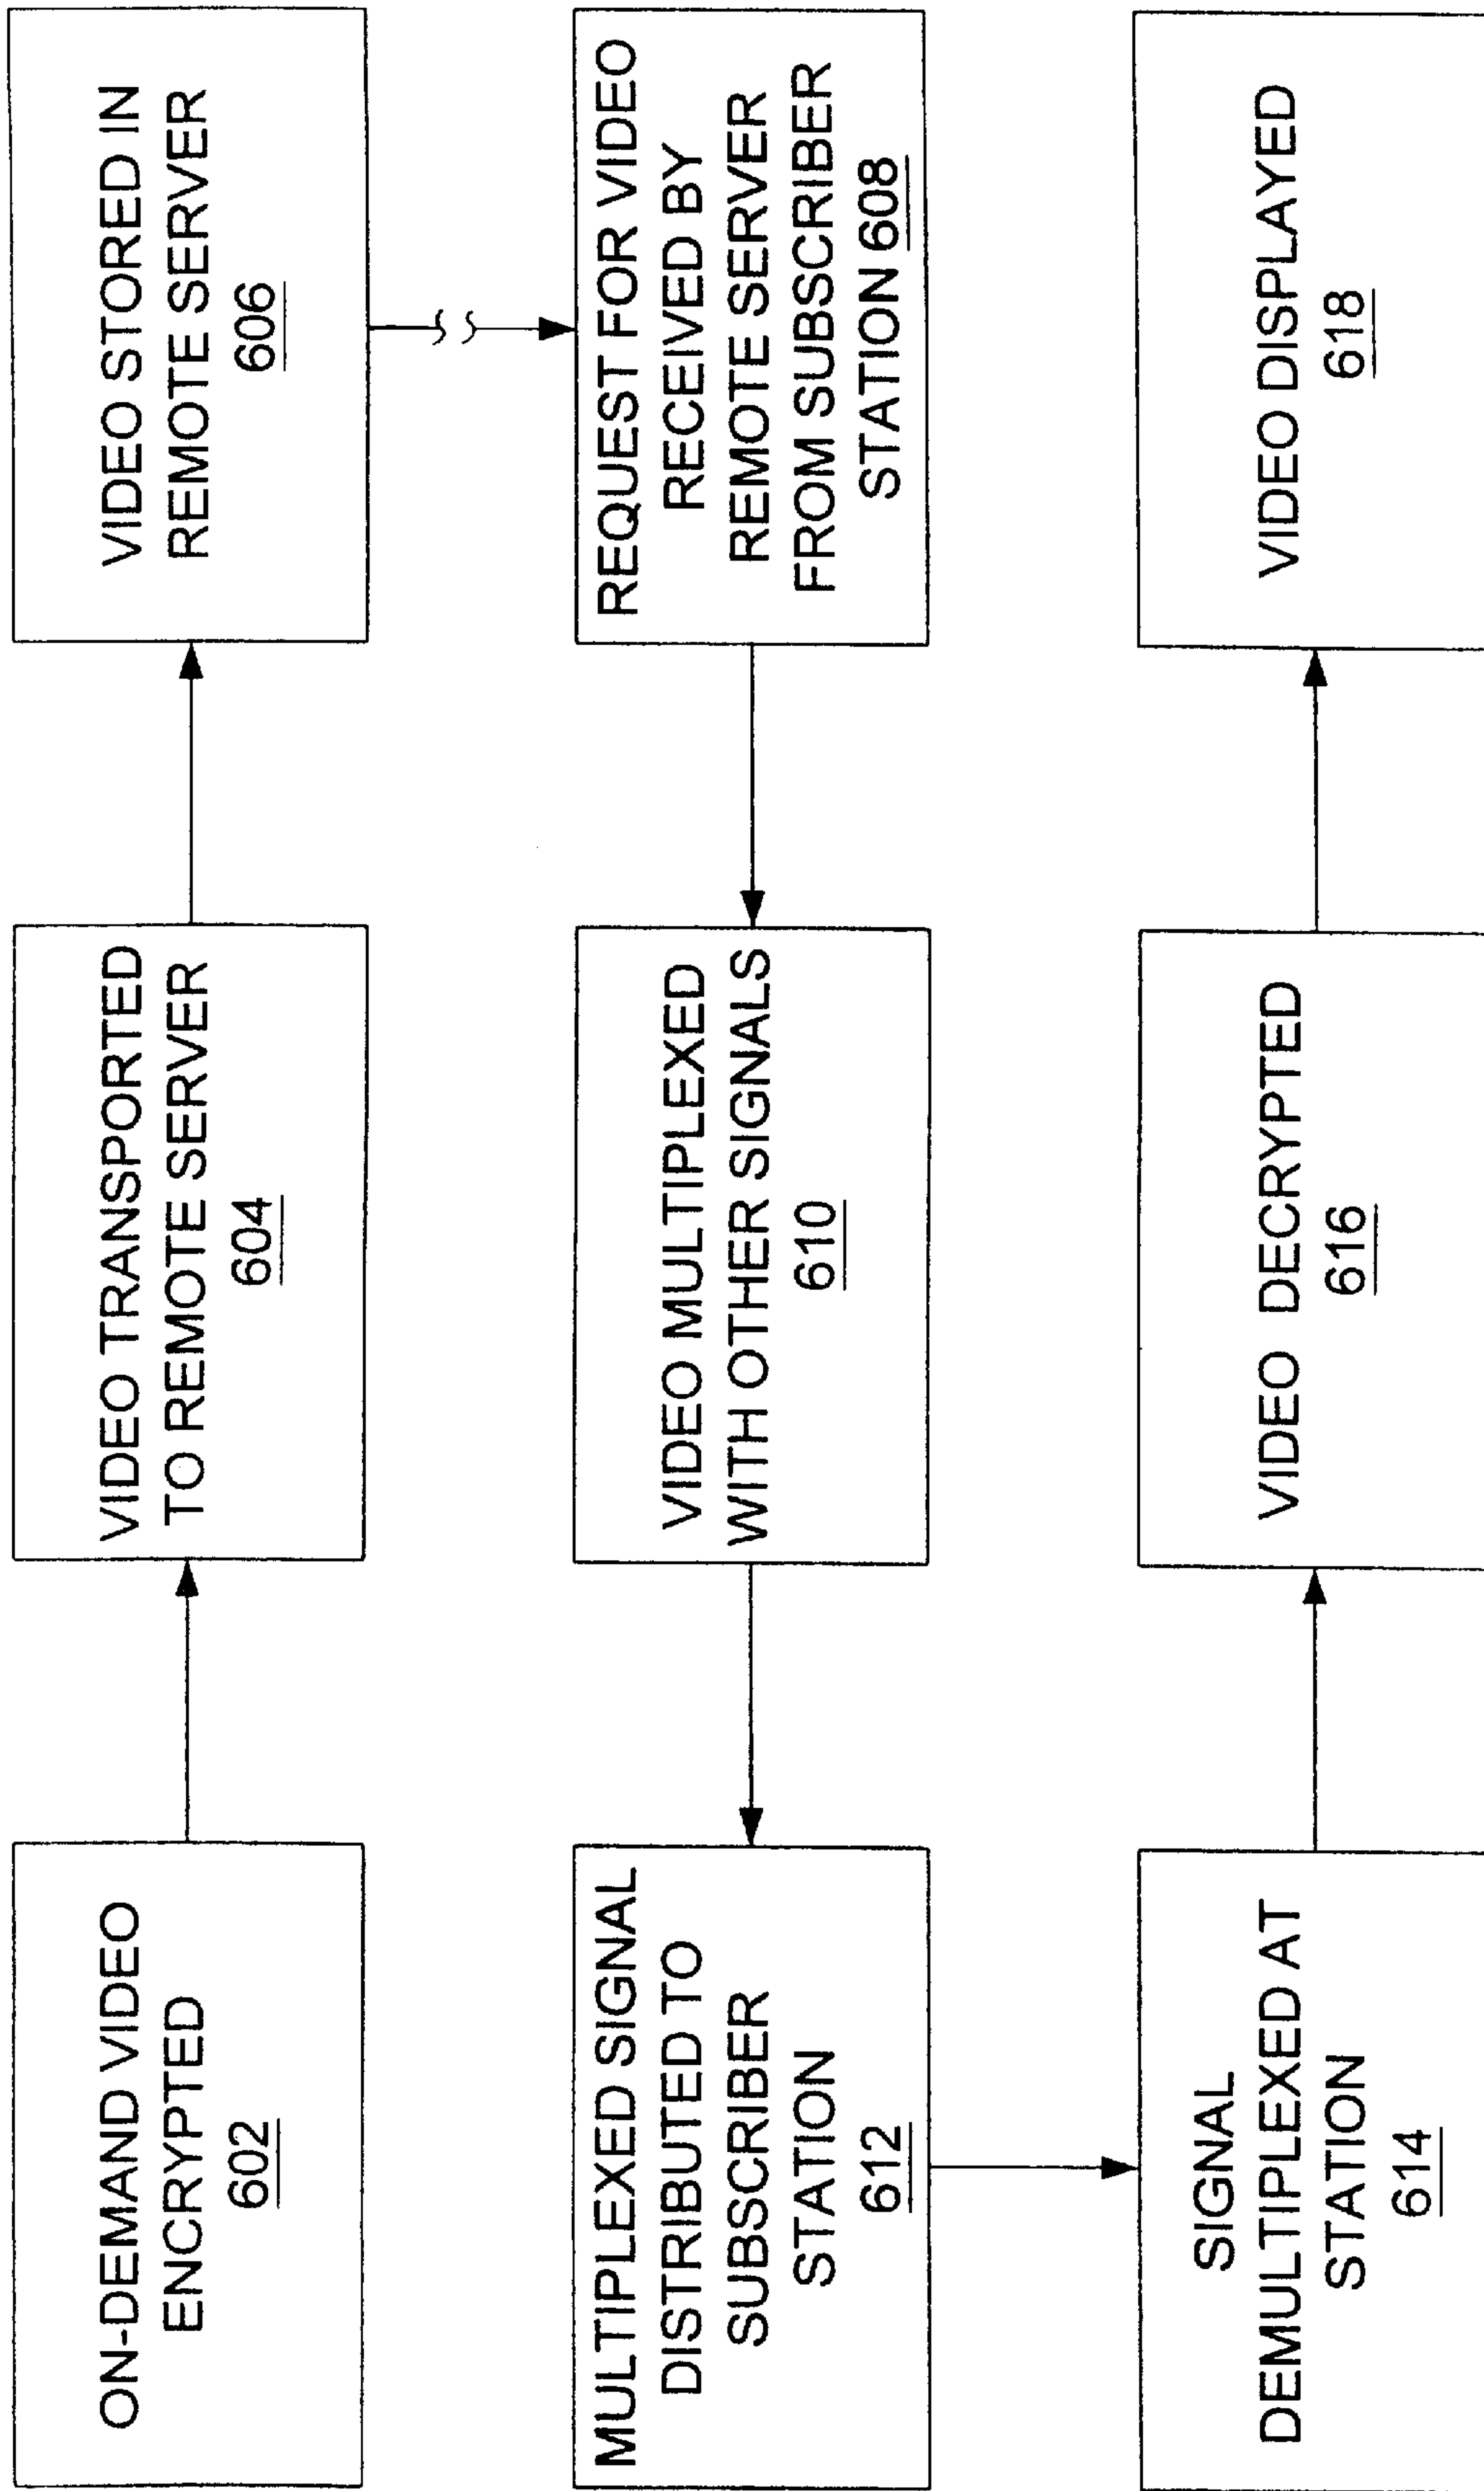 ON-DEMAND VIDEO
ENCRYPTED
602
VIDEO TRANSPORTED
TO REMOTE SERVER
604
VIDEO STORED IN
REMOTE SERVER
606
REQUEST FOR VIDEO
RECEIVED BY
REMOTE SERVER
FROM SUBSCRIBER
STATION 608
VIDEO MULTIPLEXED
WITH OTHER SIGNALS
610
MULTIPLEXED SIGNAL
DISTRIBUTED TO
SUBSCRIBER
STATION
612
SIGNAL
DEMULTIPLEXED AT
STATION
614
VIDEO DECRYPTED
616
VIDEO DISPLAYED
618